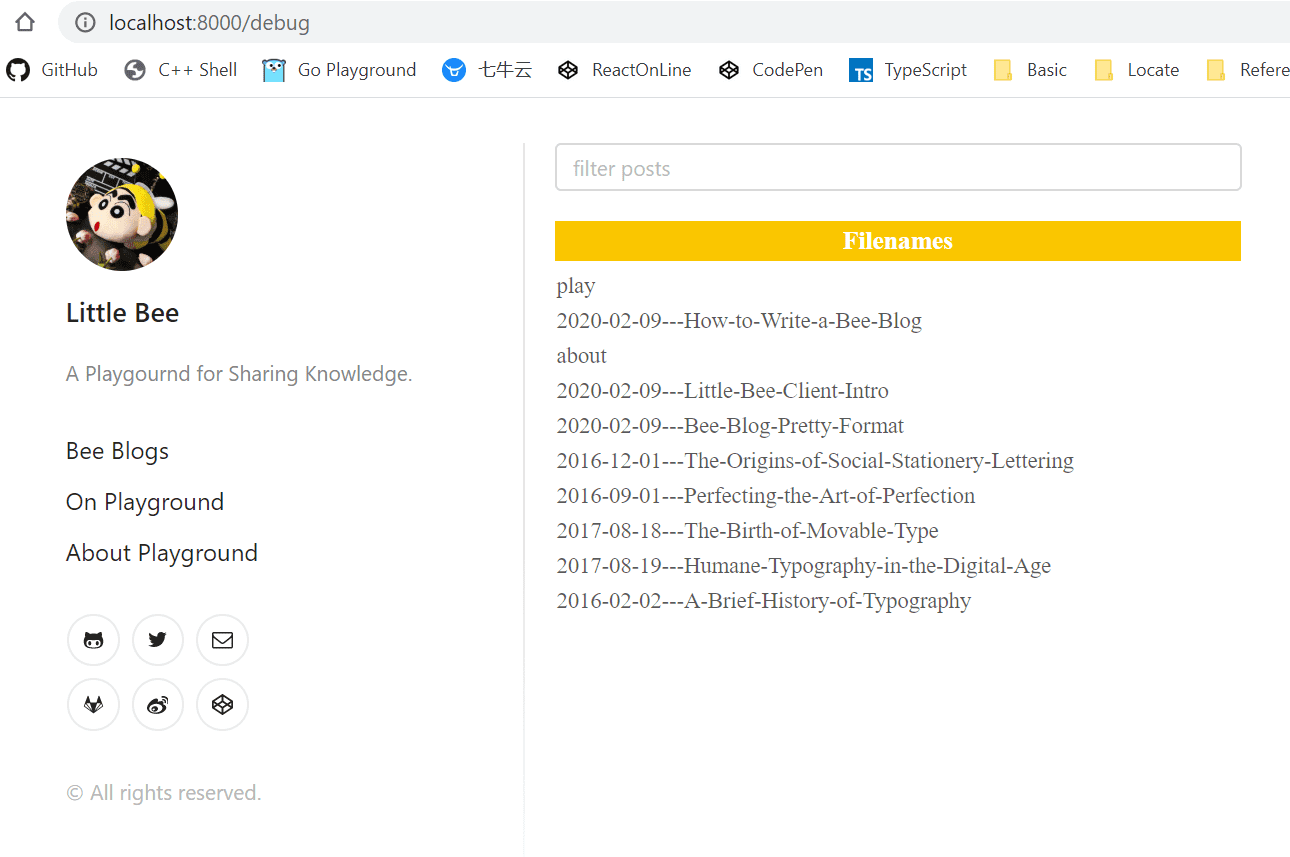 localhost:8000/debug
GitHub C++ Shell Go Playground 七牛云 ReactOnLine CodePen TS TypeScript Basic Locate Refere
filter posts
Filenames
play
2020-02-09---How-to-Write-a-Bee-Blog
about
2020-02-09---Little-Bee-Client-Intro
2020-02-09---Bee-Blog-Pretty-Format
2016-12-01---The-Origins-of-Social-Stationery-Lettering
2016-09-01---Perfecting-the-Art-of-Perfection
2017-08-18---The-Birth-of-Movable-Type
2017-08-19---Humane-Typography-in-the-Digital-Age
2016-02-02---A-Brief-History-of-Typography
Little Bee
A Playgournd for Sharing Knowledge.
Bee Blogs
On Playground
About Playground
© All rights reserved.